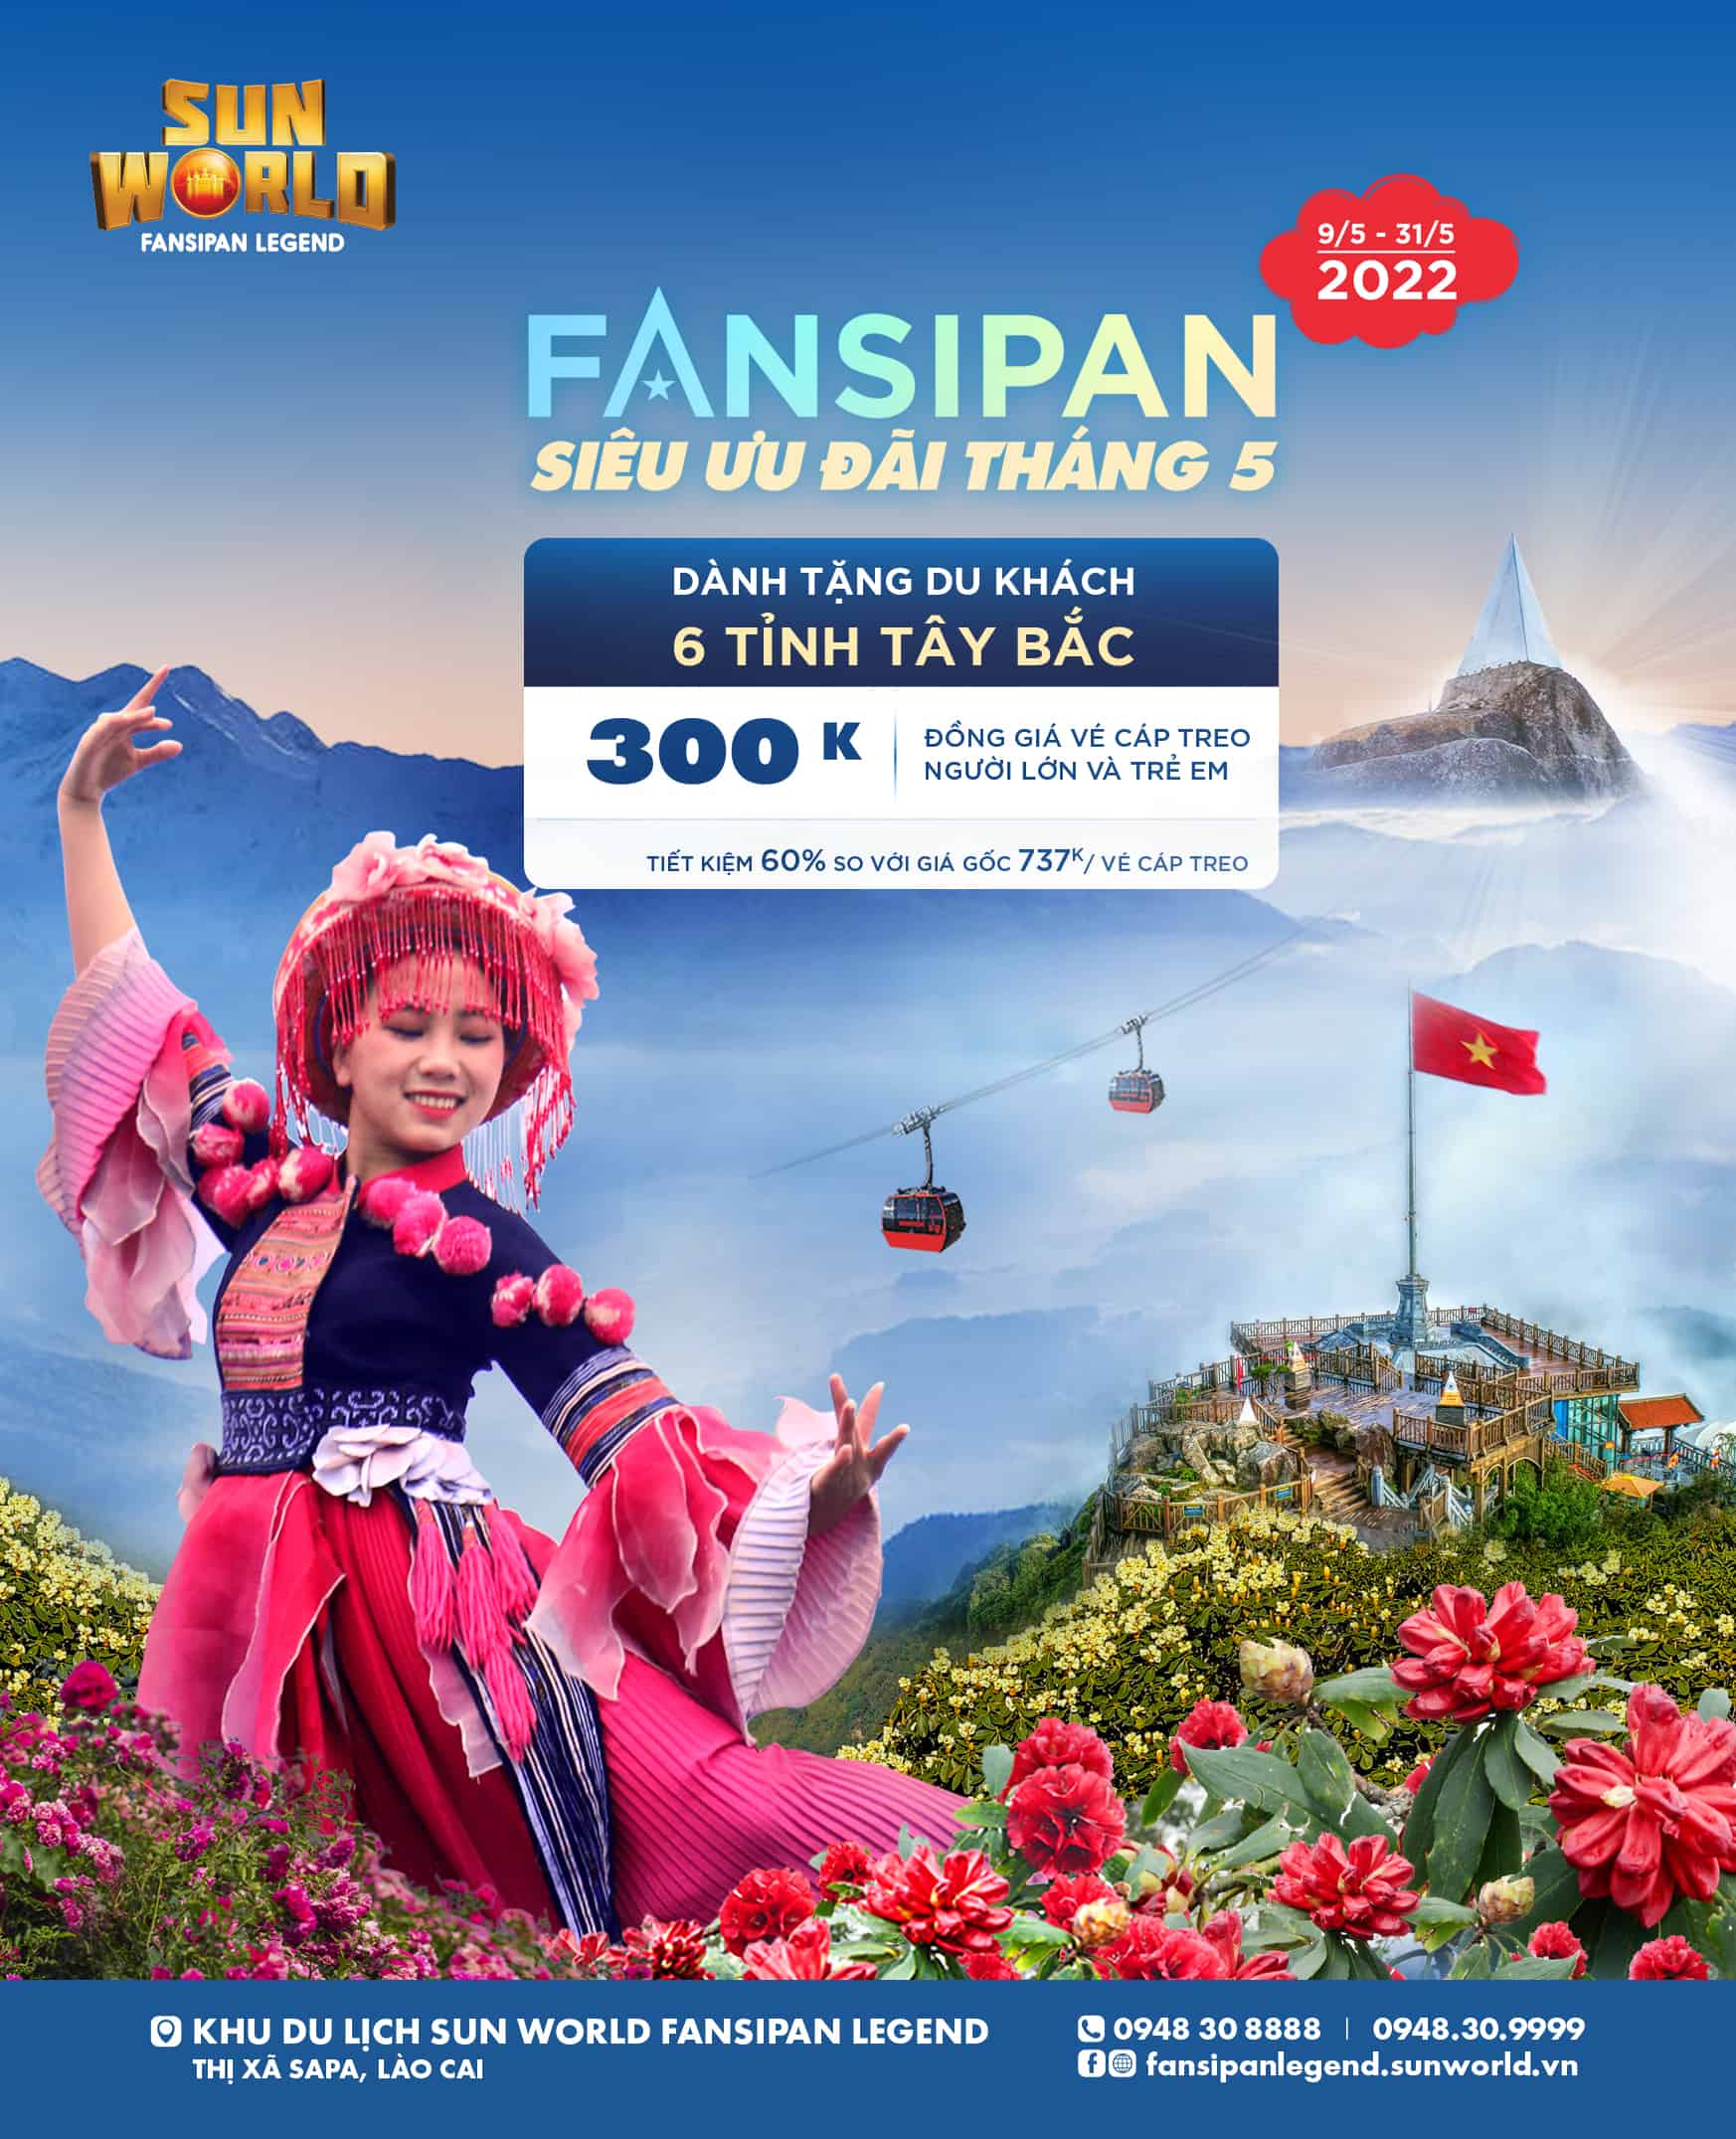 SUN
WORLD
FANSIPAN LEGEND
9/5 - 31/5
2022
FANSIPAN
SIÊU ƯU ĐÃI THÁNG 5
DÀNH TẶNG DU KHÁCH
6 TỈNH TÂY BẮC
300 K
ĐỒNG GIÁ VÉ CÁP TREO
NGƯỜI LỚN VÀ TRẺ EM
TIẾT KIỆM 60% SO VỚI GIÁ GỐC 737K/ VÉ CÁP TREO
KHU DU LỊCH SUN WORLD FANSIPAN LEGEND
THỊ XÃ SAPA, LÀO CAI
0948 30 8888 | 0948.30.9999
fansipanlegend.sunworld.vn